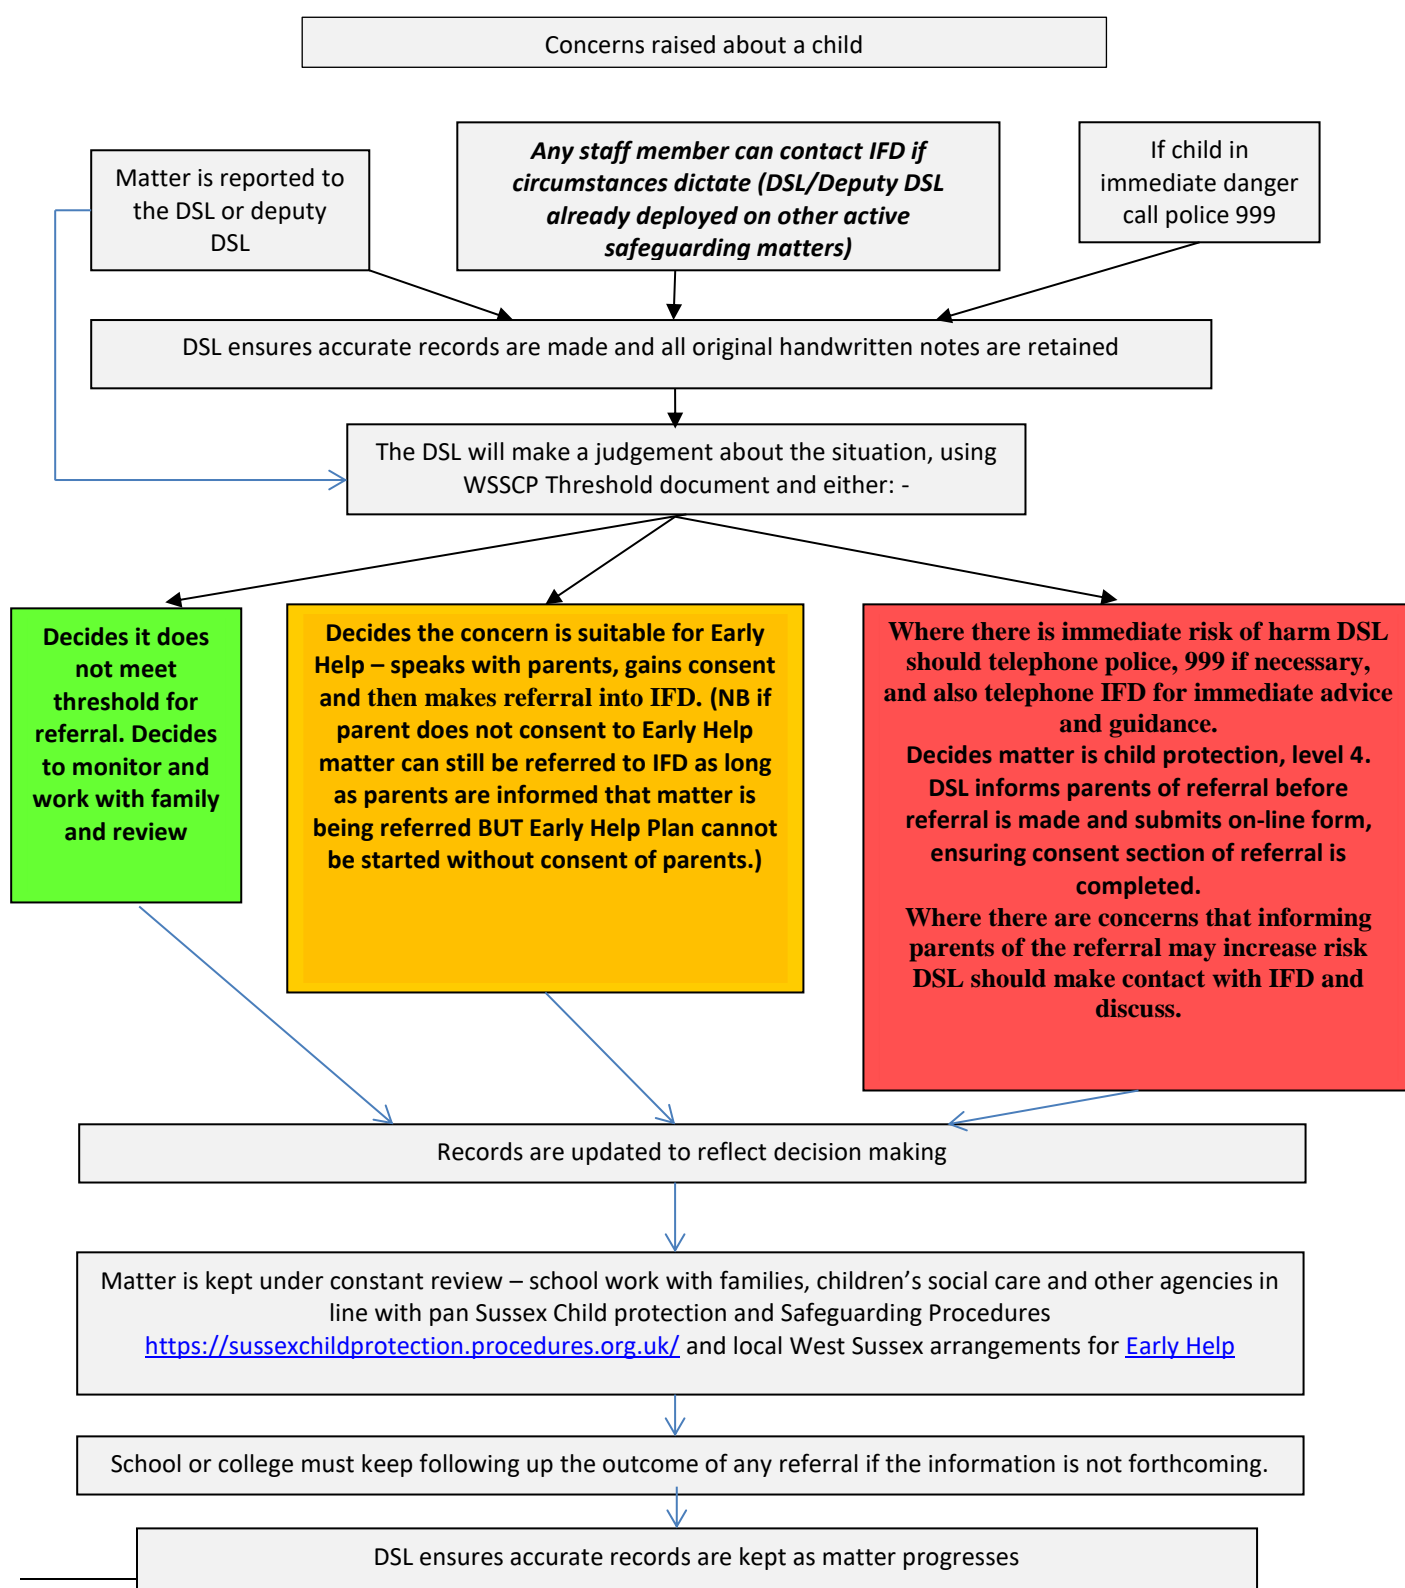 Concerns raised about a child
Matter is reported to
the DSL or deputy
DSL
Any staff member can contact IFD if
circumstances dictate (DSL/Deputy DSL
already deployed on other active
safeguarding matters)
If child in
immediate danger
call police 999
DSL ensures accurate records are made and all original handwritten notes are retained
The DSL will make a judgement about the situation, using
WSSCP Threshold document and either: -
Decides it does
not meet
threshold for
referral. Decides
to monitor and
work with family
and review
Decides the concern is suitable for Early
Help – speaks with parents, gains consent
and then makes referral into IFD. (NB if
parent does not consent to Early Help
matter can still be referred to IFD as long
as parents are informed that matter is
being referred BUT Early Help Plan cannot
be started without consent of parents.)
Where there is immediate risk of harm DSL
should telephone police, 999 if necessary,
and also telephone IFD for immediate advice
and guidance.
Decides matter is child protection, level 4.
DSL informs parents of referral before
referral is made and submits on-line form,
ensuring consent section of referral is
completed.
Where there are concerns that informing
parents of the referral may increase risk
DSL should make contact with IFD and
discuss.
Records are updated to reflect decision making
Matter is kept under constant review – school work with families, children’s social care and other agencies in
line with pan Sussex Child protection and Safeguarding Procedures
https://sussexchildprotection.procedures.org.uk/ and local West Sussex arrangements for Early Help
School or college must keep following up the outcome of any referral if the information is not forthcoming.
DSL ensures accurate records are kept as matter progresses